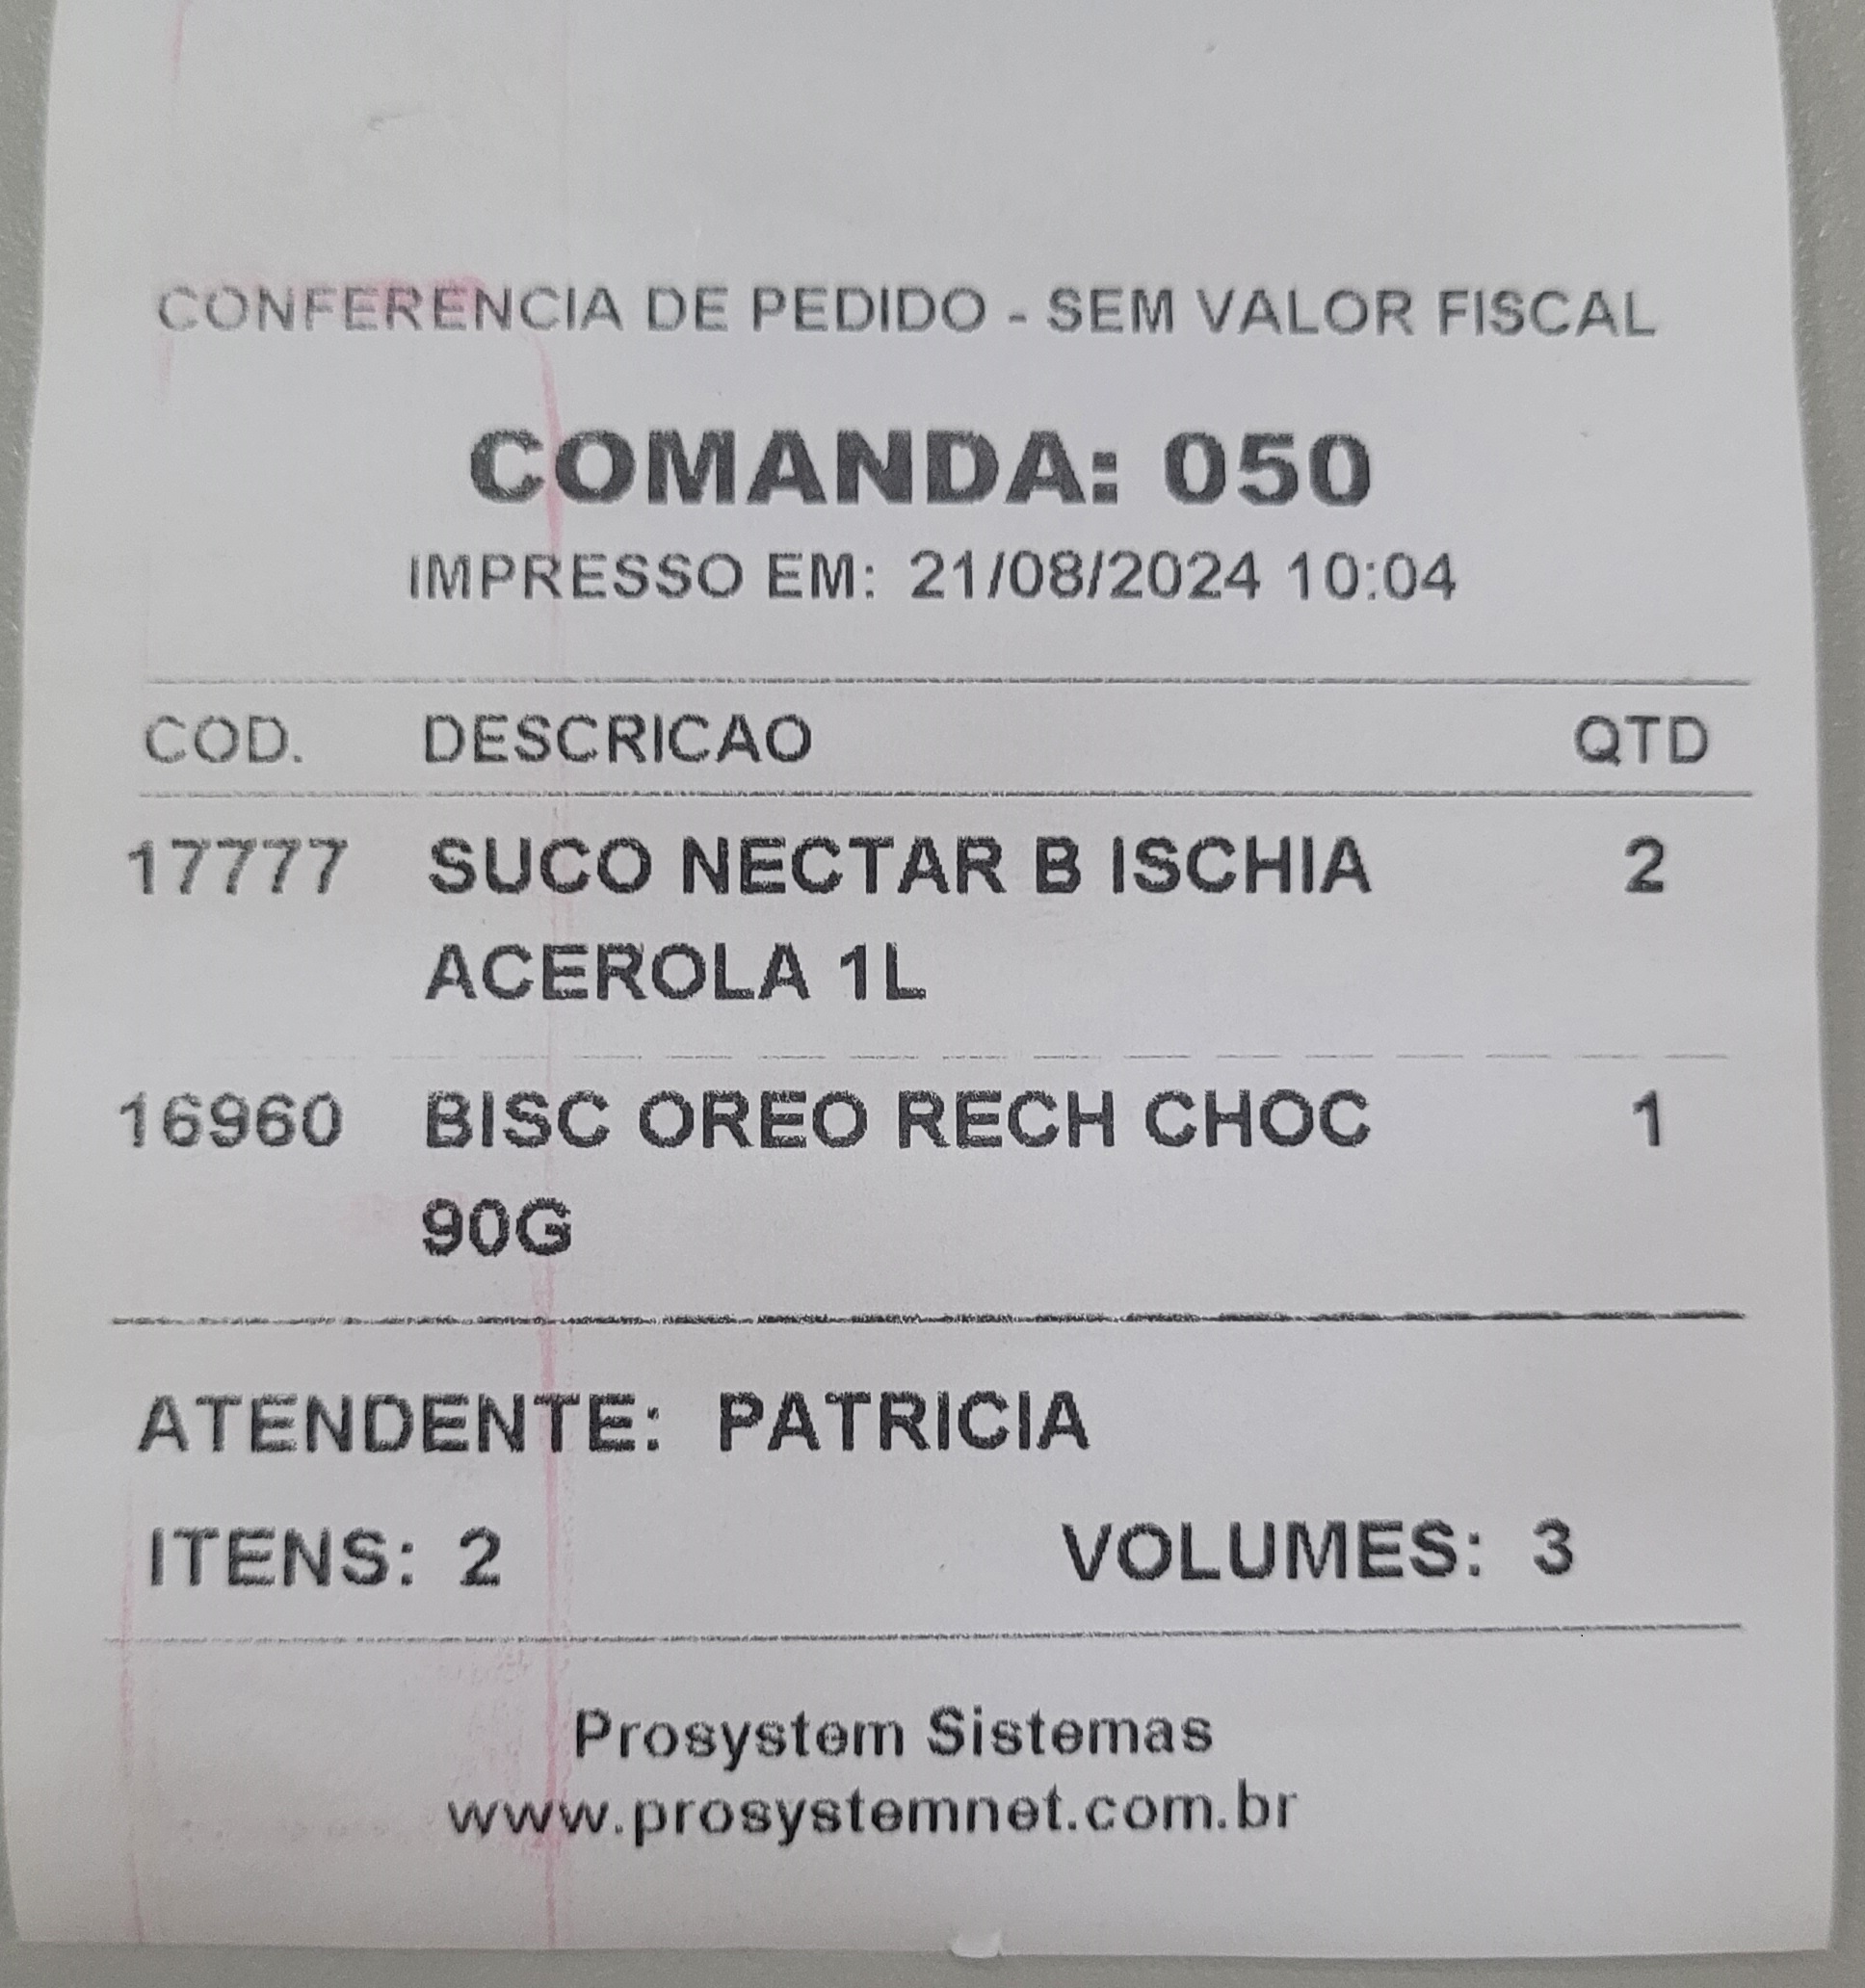 CONFERENCIA DE PEDIDO - SEM VALOR FISCAL
COMANDA: 050
IMPRESSO EM: 21/08/2024 10:04
COD. DESCRICAO QTD
17777 SUCO NECTAR B ISCHIA 2
ACEROLA 1L
16960 BISC OREO RECH CHOC 1
90G
ATENDENTE: PATRICIA
ITENS: 2 VOLUMES: 3
Prosystem Sistemas
www.prosystemnet.com.br